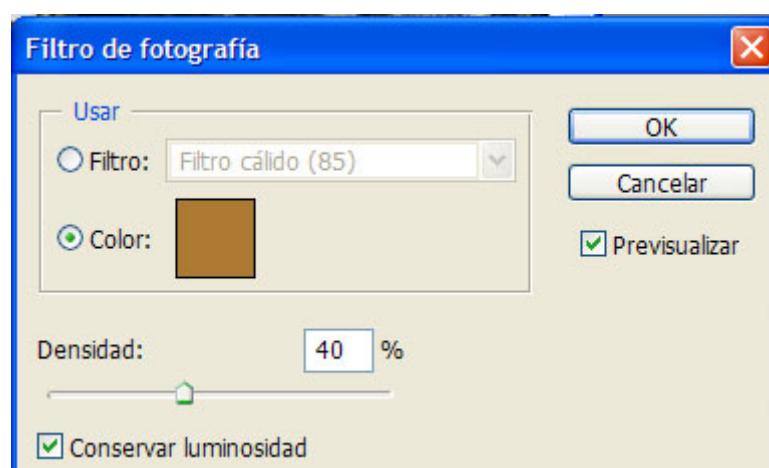 Filtro de fotografía
Usar
Filtro: Filtro cálido (85)
Color:
OK
Cancelar
Previsualizar
Densidad: 40 %
Conservar luminosidad